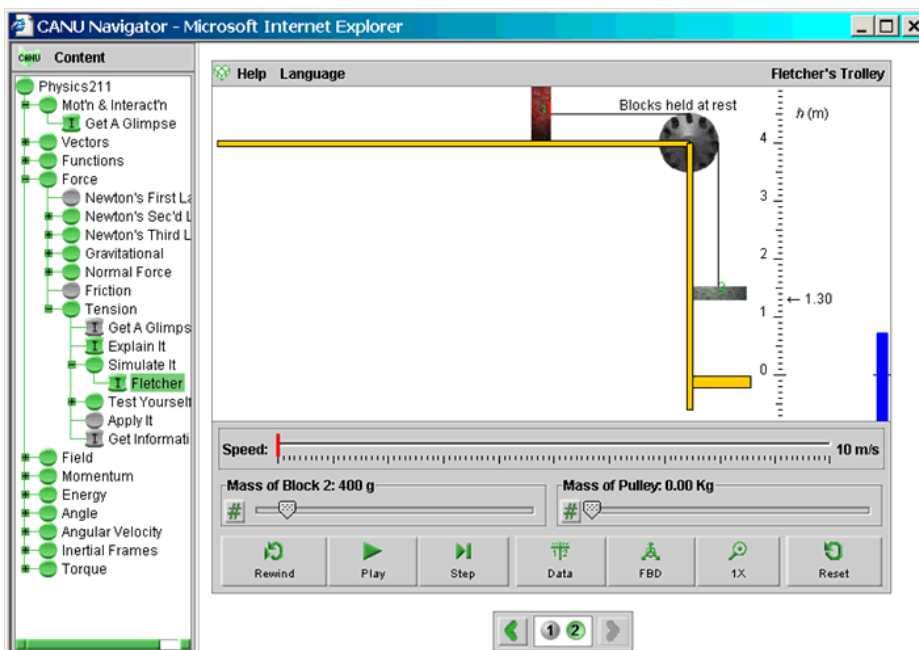 CANU Navigator - Microsoft Internet Explorer
CANU Content
Physics211
Mot'n & Interact'n
Get A Glimpse
Vectors
Functions
Force
Newton's First La
Newton's Sec'd L
Newton's Third L
Gravitational
Normal Force
Friction
Tension
Get A Glimps
Explain It
Simulate It
Fletcher
Test Yourself
Apply It
Get Informati
Field
Momentum
Energy
Angle
Angular Velocity
Inertial Frames
Torque
Help Language Fletcher's Trolley
1 Blocks held at rest
h (m)
4
3
2
2
← 1.30
1
0
Speed: 10 m/s
Mass of Block 2: 400 g
#
Mass of Pulley: 0.00 Kg
#
Rewind Play Step Data FBD 1X Reset
1 2